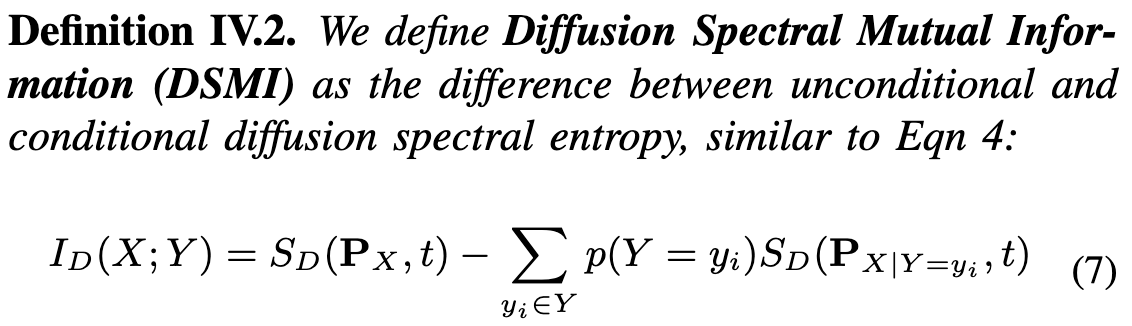 Definition IV.2. We define Diffusion Spectral Mutual Infor-
mation (DSMI) as the difference between unconditional and
conditional diffusion spectral entropy, similar to Eqn 4:
I_D(X; Y) = S_D(P_X, t) − ∑_{y_i∈Y} p(Y = y_i)S_D(P_{X|Y=y_i}, t) (7)